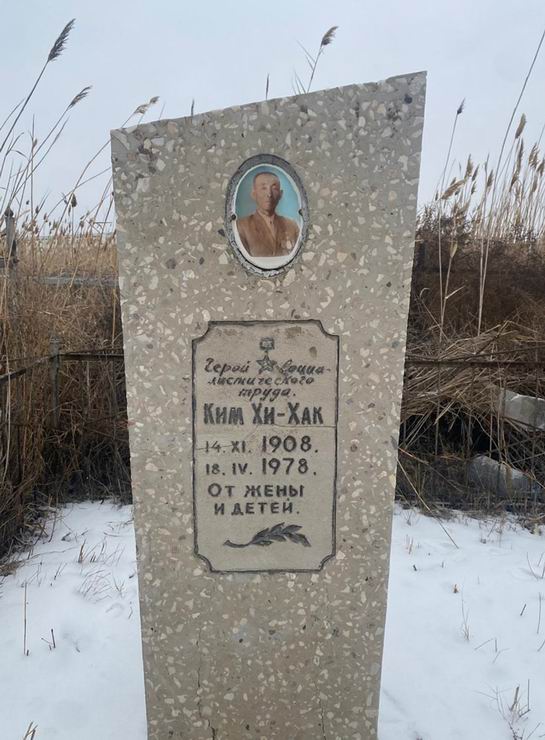 Герой Социа-
листического
труда.
Ким Хи-Хак
14.XI.1908.
18.IV.1978.
От жены
и детей.